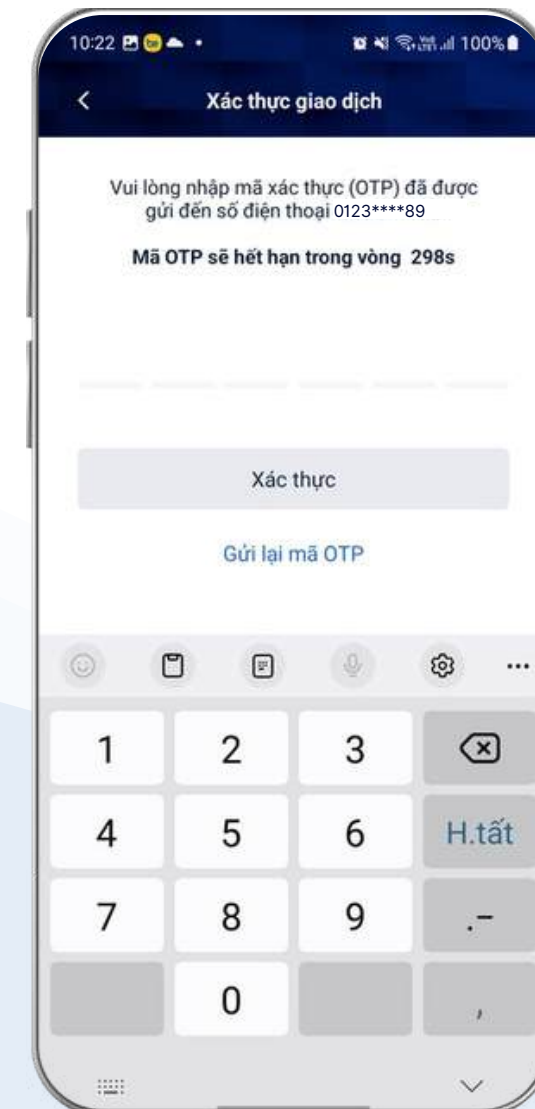 10:22 be 100%
Xác thực giao dịch
Vui lòng nhập mã xác thực (OTP) đã được
gửi đến số điện thoại 0123****89
Mã OTP sẽ hết hạn trong vòng 298s
Xác thực
Gửi lại mã OTP
1 2 3
4 5 6 H.tất
7 8 9 .-
0 ,